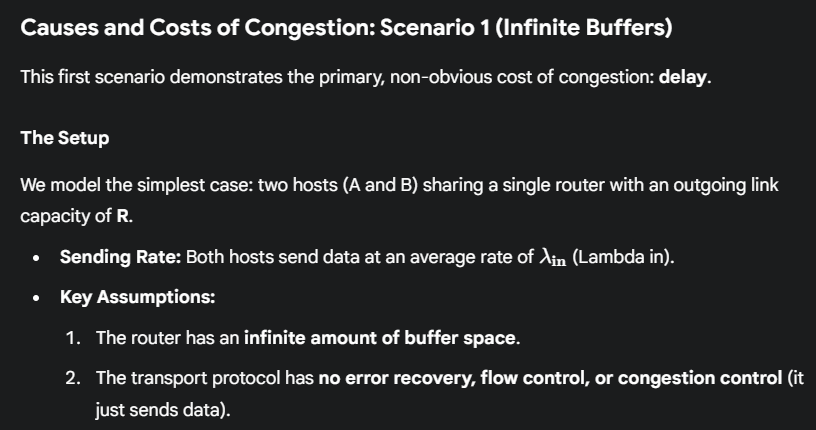 Causes and Costs of Congestion: Scenario 1 (Infinite Buffers)
This first scenario demonstrates the primary, non-obvious cost of congestion: delay.
The Setup
We model the simplest case: two hosts (A and B) sharing a single router with an outgoing link
capacity of R.
• Sending Rate: Both hosts send data at an average rate of λin (Lambda in).
• Key Assumptions:
1. The router has an infinite amount of buffer space.
2. The transport protocol has no error recovery, flow control, or congestion control (it
just sends data).